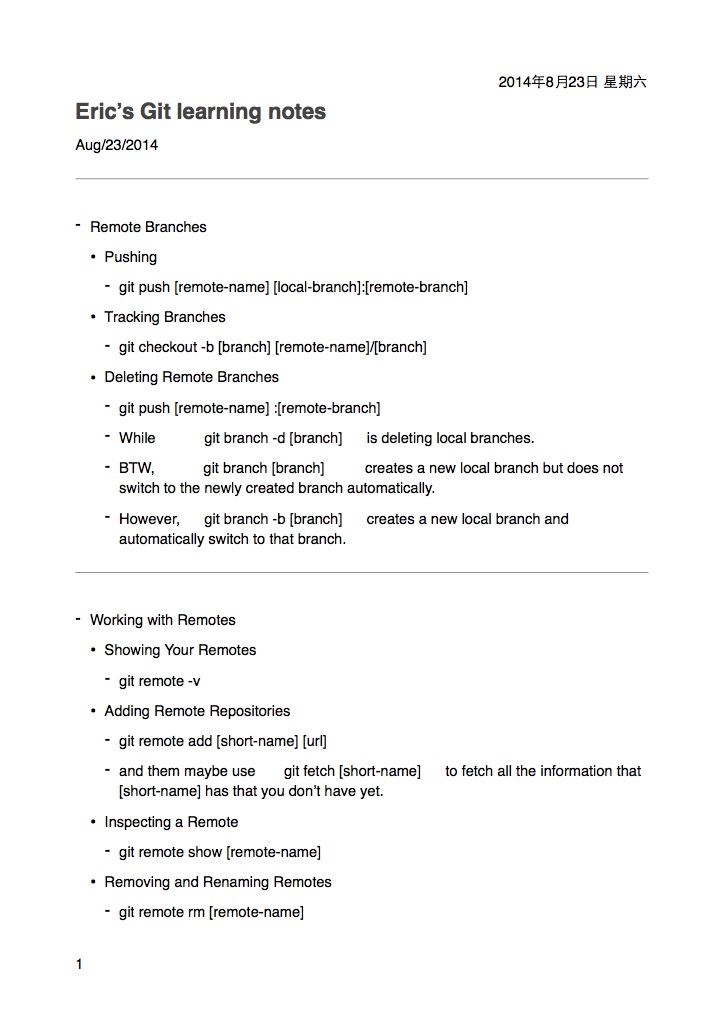 2014年8月23日 星期六
Eric’s Git learning notes
Aug/23/2014
- Remote Branches
• Pushing
- git push [remote-name] [local-branch]:[remote-branch]
• Tracking Branches
- git checkout -b [branch] [remote-name]/[branch]
• Deleting Remote Branches
- git push [remote-name] :[remote-branch]
- While git branch -d [branch] is deleting local branches.
- BTW, git branch [branch] creates a new local branch but does not
switch to the newly created branch automatically.
- However, git branch -b [branch] creates a new local branch and
automatically switch to that branch.
- Working with Remotes
• Showing Your Remotes
- git remote -v
• Adding Remote Repositories
- git remote add [short-name] [url]
- and them maybe use git fetch [short-name] to fetch all the information that
[short-name] has that you don’t have yet.
• Inspecting a Remote
- git remote show [remote-name]
• Removing and Renaming Remotes
- git remote rm [remote-name]
1